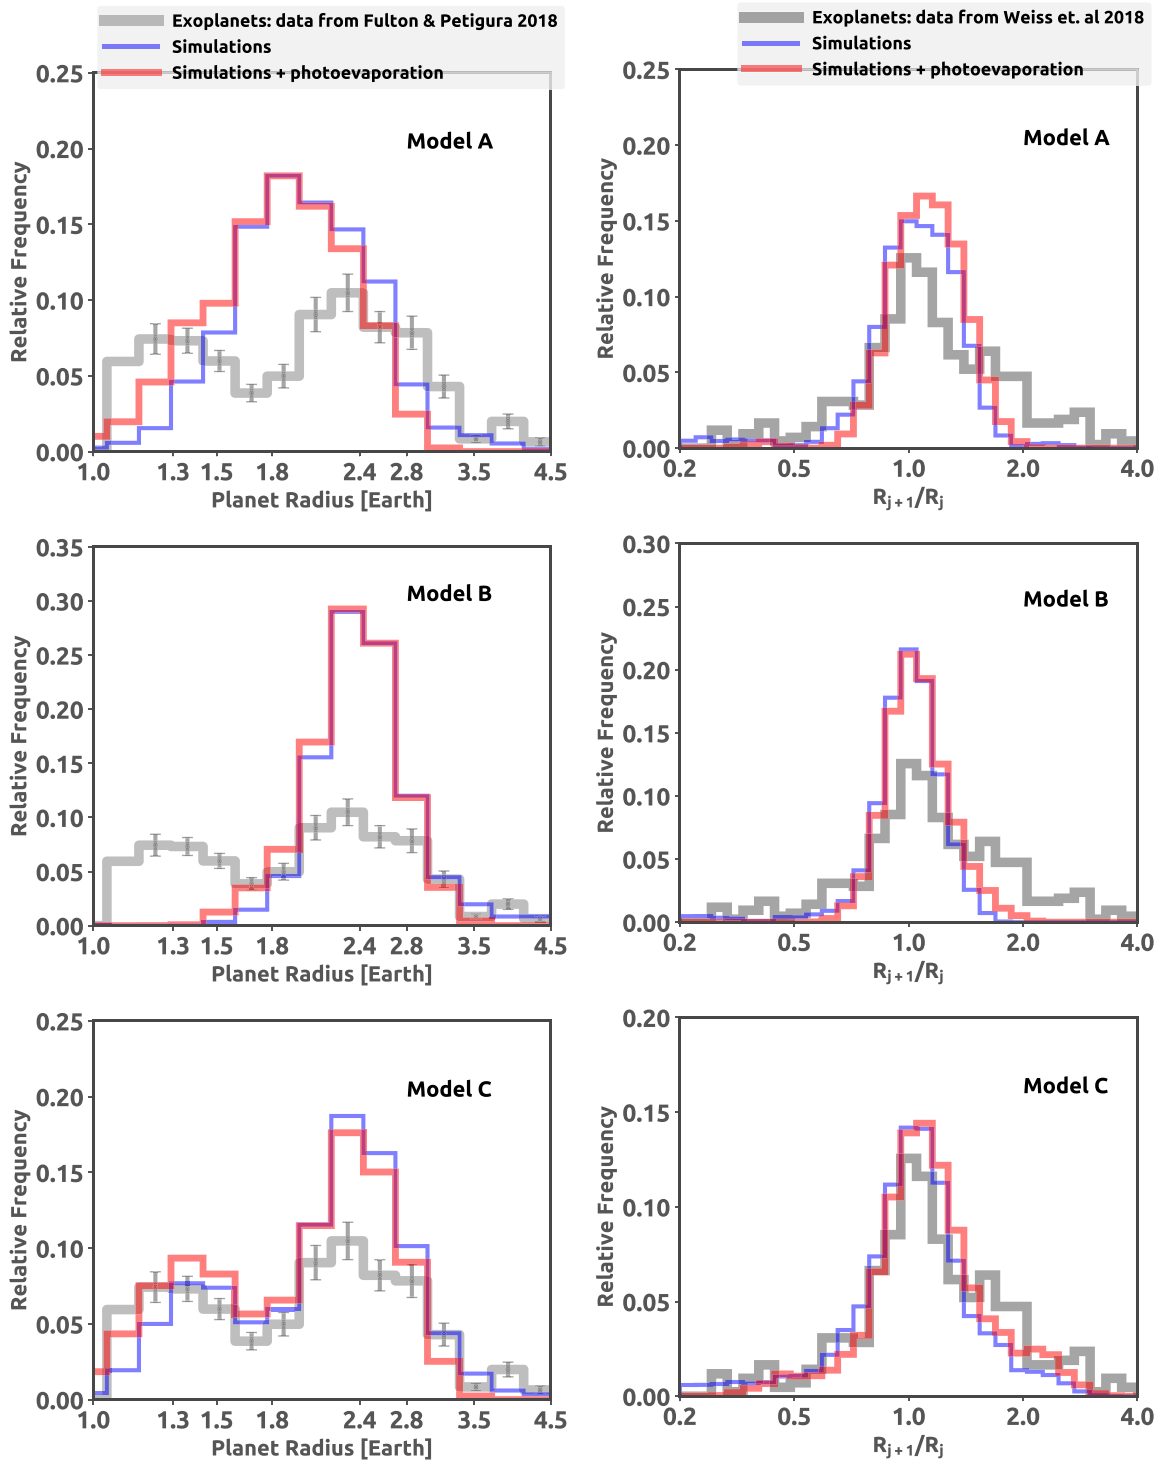 Exoplanets: data from Fulton & Petigura 2018
Simulations
Simulations + photoevaporation
Exoplanets: data from Weiss et. al 2018
Simulations
Simulations + photoevaporation
Model A
Relative Frequency
0.25
0.20
0.15
0.10
0.05
0.00
1.0 1.3 1.5 1.8 2.4 2.8 3.5 4.5
Planet Radius [Earth]
Model A
Relative Frequency
0.25
0.20
0.15
0.10
0.05
0.00
0.2 0.5 1.0 2.0 4.0
Rj+1/Rj
Model B
Relative Frequency
0.35
0.30
0.25
0.20
0.15
0.10
0.05
0.00
1.0 1.3 1.5 1.8 2.4 2.8 3.5 4.5
Planet Radius [Earth]
Model B
Relative Frequency
0.30
0.25
0.20
0.15
0.10
0.05
0.00
0.2 0.5 1.0 2.0 4.0
Rj+1/Rj
Model C
Relative Frequency
0.25
0.20
0.15
0.10
0.05
0.00
1.0 1.3 1.5 1.8 2.4 2.8 3.5 4.5
Planet Radius [Earth]
Model C
Relative Frequency
0.20
0.15
0.10
0.05
0.00
0.2 0.5 1.0 2.0 4.0
Rj+1/Rj